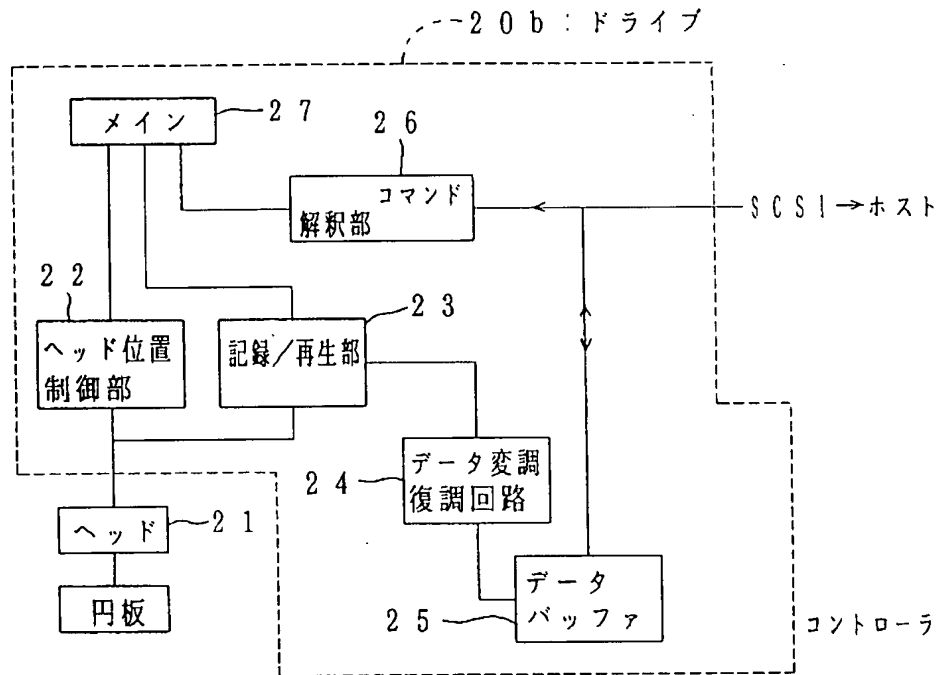 20b:ドライブ
27
メイン
26
コマンド
解釈部
SCSI→ホスト
22
23
ヘッド位置
制御部
記録/再生部
24
データ変調
復調回路
ヘッド
21
データ
バッファ
円板
25
コントローラ